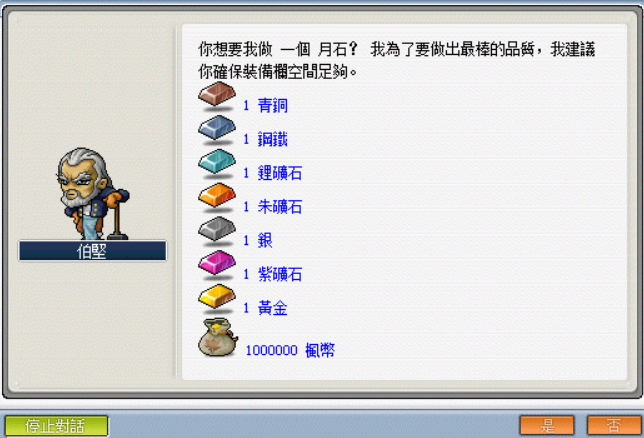 你想要我做 一個 月石? 我為了要做出最棒的品質,我建議
你確保裝備欄空間足夠。
1 青銅
1 鋼鐵
1 鋰礦石
1 朱礦石
1 銀
1 紫礦石
1 黃金
1000000 楓幣
伯堅
停止對話
是
否